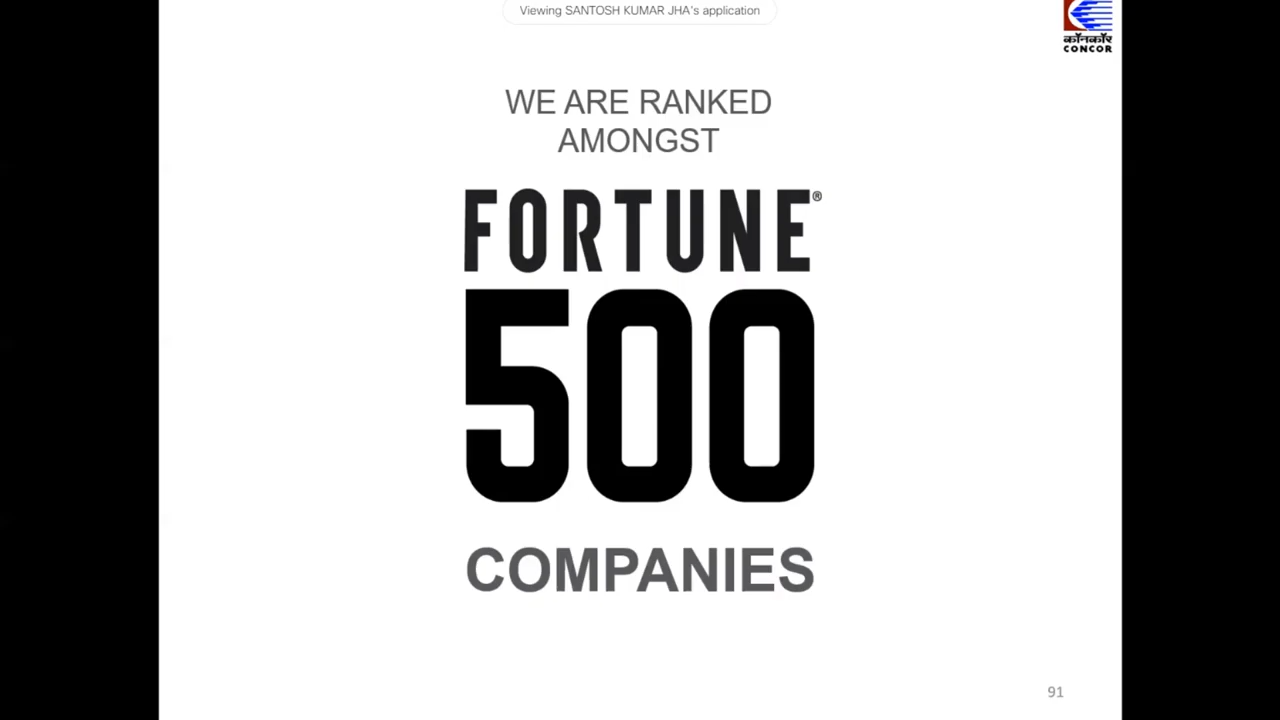 Viewing SANTOSH KUMAR JHA's application
कॉनकॉर
CONCOR
WE ARE RANKED
AMONGST
FORTUNE®
500
COMPANIES
91